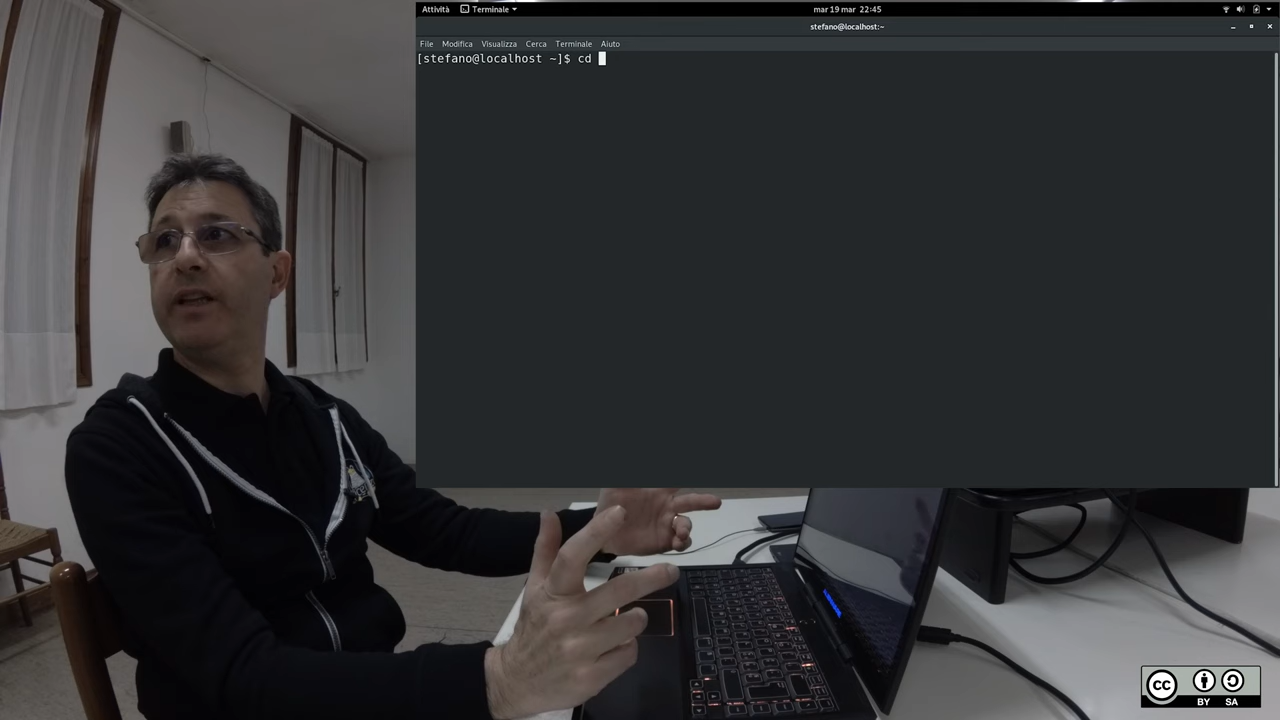 Attività Terminale mar 19 mar 22:45
stefano@localhost:~
File Modifica Visualizza Cerca Terminale Aiuto
[stefano@localhost ~]$ cd
cc
BY SA